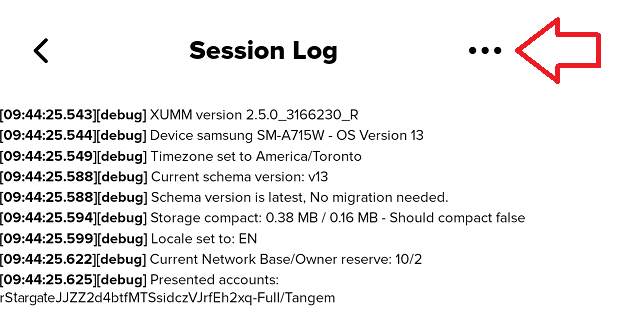 Session Log
[09:44:25.543][debug] XUMM version 2.5.0_3166230_R
[09:44:25.544][debug] Device samsung SM-A715W - OS Version 13
[09:44:25.549][debug] Timezone set to America/Toronto
[09:44:25.588][debug] Current schema version: v13
[09:44:25.588][debug] Schema version is latest, No migration needed.
[09:44:25.594][debug] Storage compact: 0.38 MB / 0.16 MB - Should compact false
[09:44:25.599][debug] Locale set to: EN
[09:44:25.622][debug] Current Network Base/Owner reserve: 10/2
[09:44:25.625][debug] Presented accounts:
rStargateJJZZ2d4btfMTSsidczVJrfEh2xq-Full/Tangem